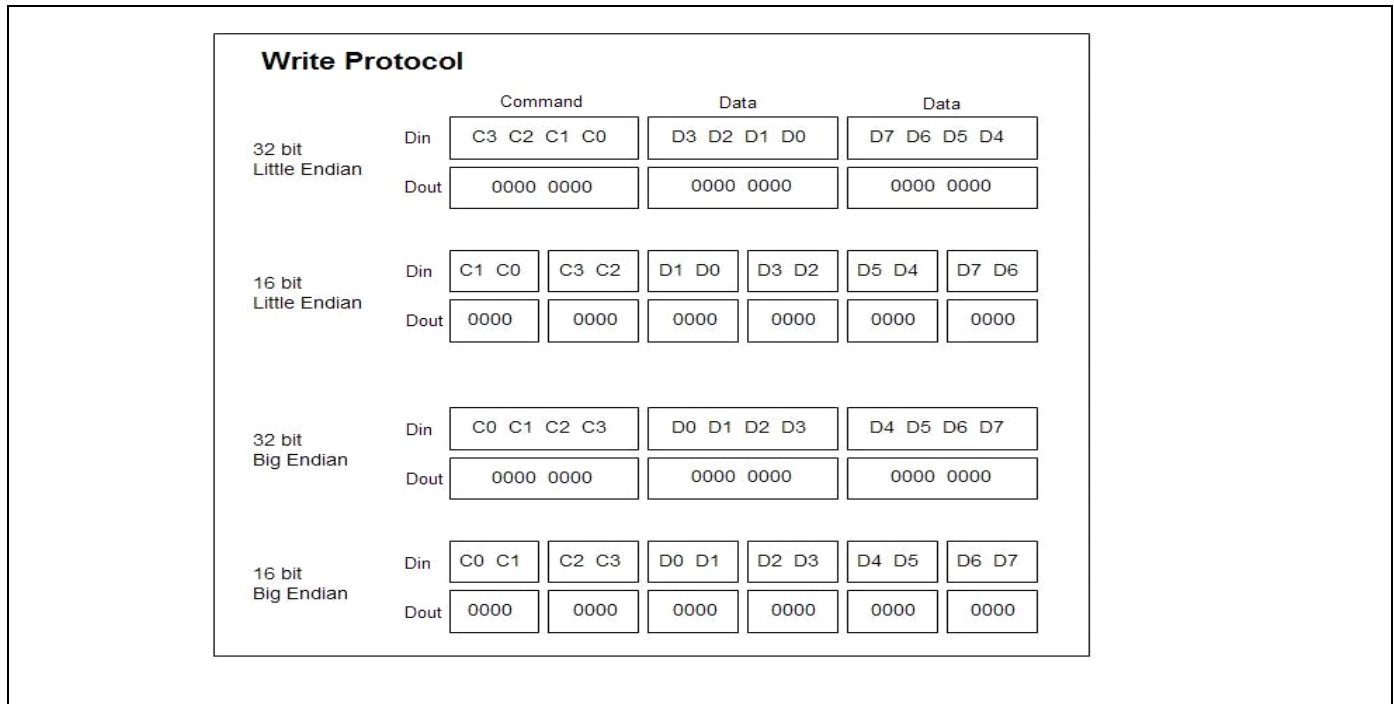 Write Protocol
Command Data Data
32 bit
Little Endian
Din C3 C2 C1 C0 D3 D2 D1 D0 D7 D6 D5 D4
Dout 0000 0000 0000 0000 0000 0000
16 bit
Little Endian
Din C1 C0 C3 C2 D1 D0 D3 D2 D5 D4 D7 D6
Dout 0000 0000 0000 0000 0000 0000
32 bit
Big Endian
Din C0 C1 C2 C3 D0 D1 D2 D3 D4 D5 D6 D7
Dout 0000 0000 0000 0000 0000 0000
16 bit
Big Endian
Din C0 C1 C2 C3 D0 D1 D2 D3 D4 D5 D6 D7
Dout 0000 0000 0000 0000 0000 0000